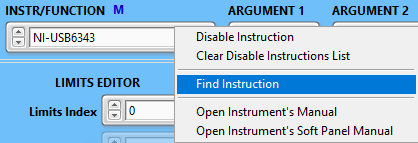 INSTR/FUNCTION M ARGUMENT 1 ARGUMENT 2
NI-USB6343
Disable Instruction
Clear Disable Instructions List
Find Instruction
Open Instrument's Manual
Open Instrument's Soft Panel Manual
LIMITS EDITOR
Limits Index 0